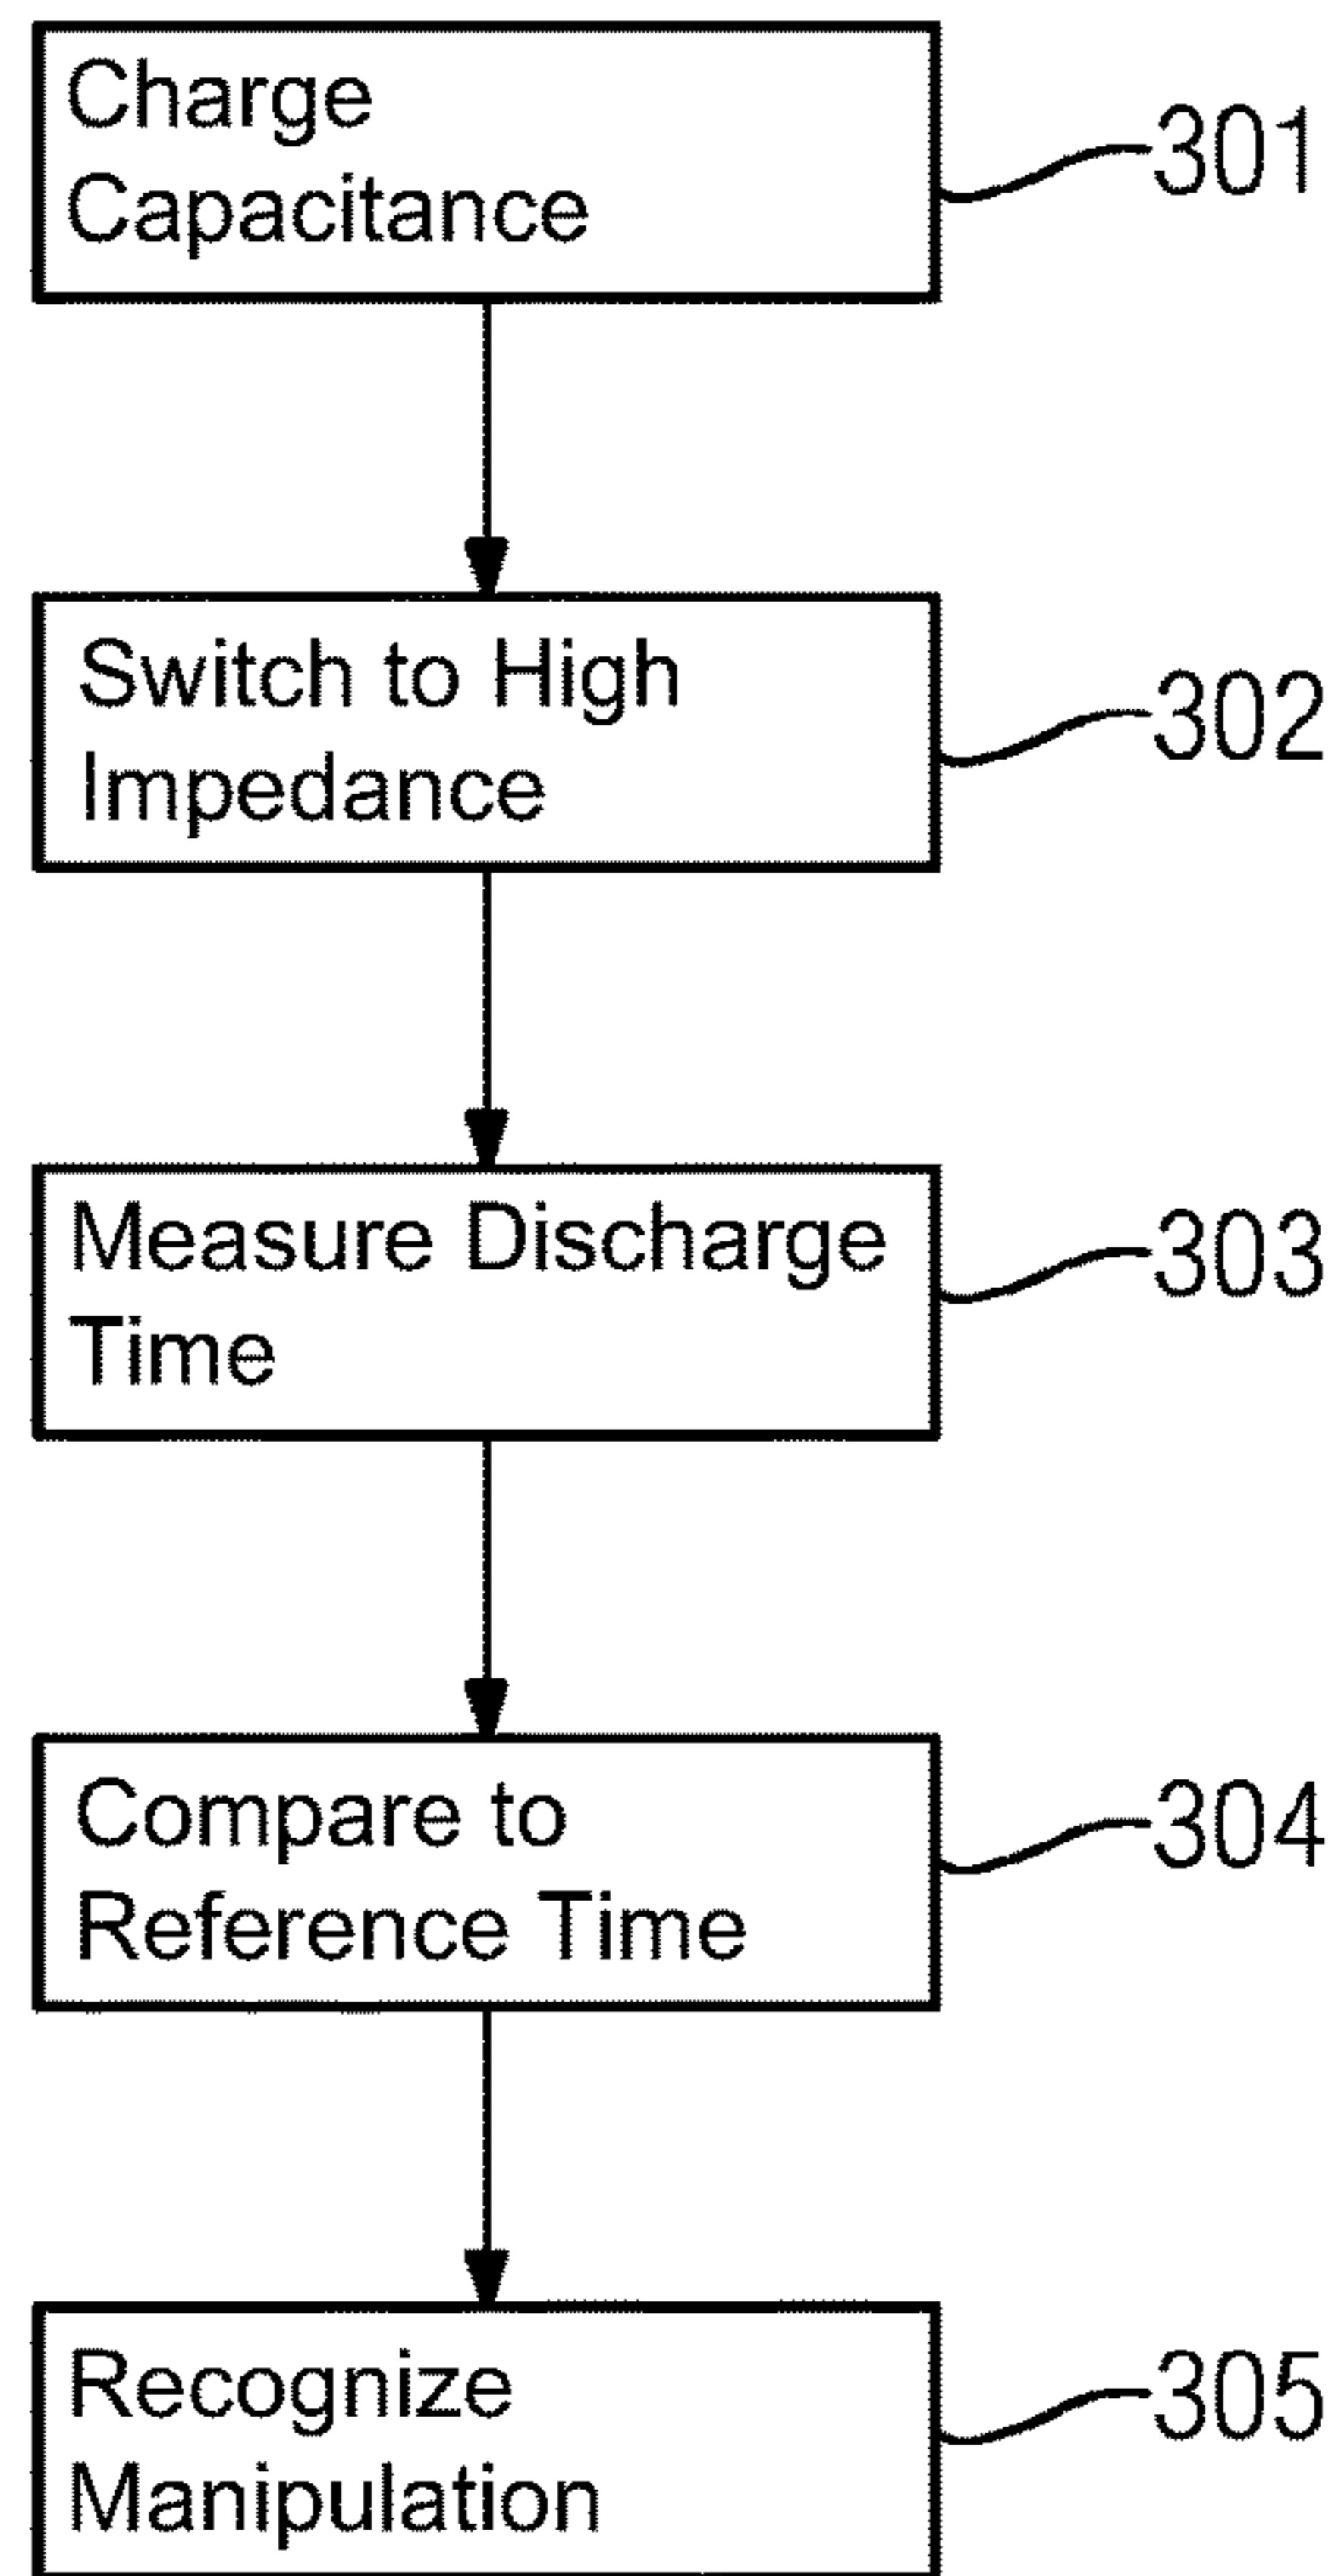 Charge
Capacitance
301
Switch to High
Impedance
302
Measure Discharge
Time
303
Compare to
Reference Time
304
Recognize
Manipulation
305